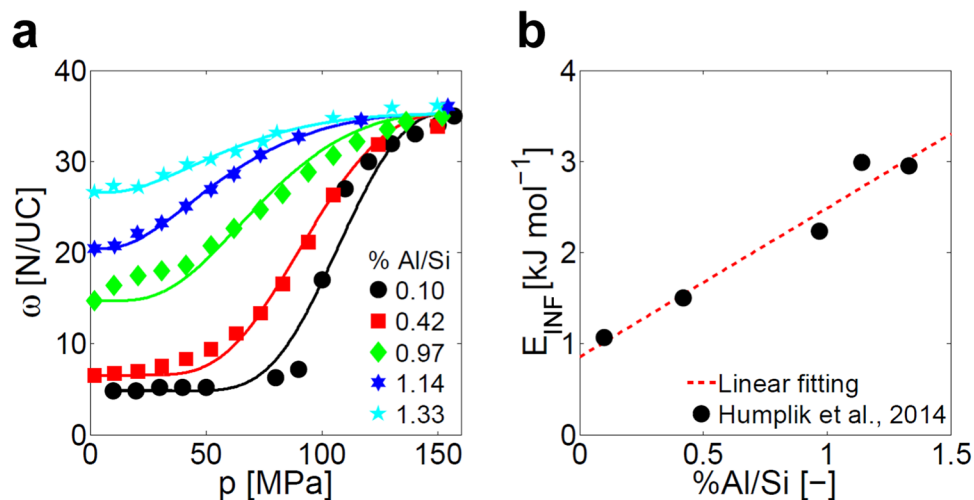 a
40
30
20
10
0
ω [N/UC]
% Al/Si
0.10
0.42
0.97
1.14
1.33
0 50 100 150
p [MPa]
b
4
3
2
1
0
E_INF [kJ mol⁻¹]
Linear fitting
Humplik et al., 2014
0 0.5 1 1.5
%Al/Si [−]